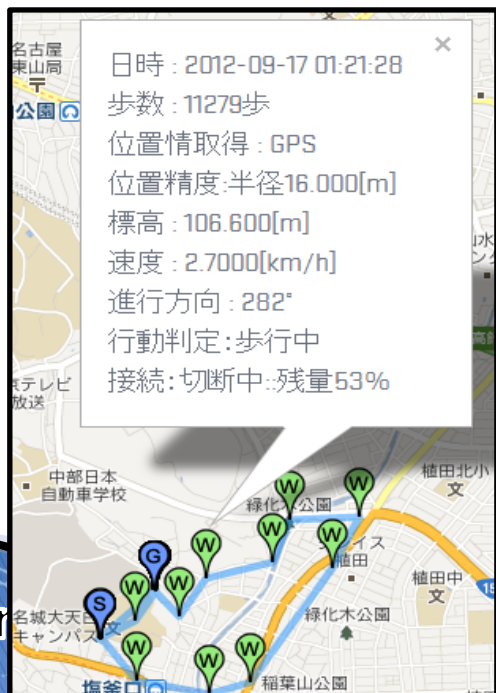 名古屋
東山局
公園
×
日時 : 2012-09-17 01:21:28
歩数 : 11279歩
位置情取得 : GPS
位置精度:半径16.000[m]
標高 : 106.600[m]
速度 : 2.7000[km/h]
進行方向 : 282°
行動判定:歩行中
接続:切断中::残量53%
テレビ
放送
中部日本
自動車学校
植田北小
文
W
W
緑化木公園
W
W
W
植田
G
W
W
S
植田中
文
15
名城大天白
キャンパス
文
緑化木公園
W
W
W
塩釜口
稲葉山公園